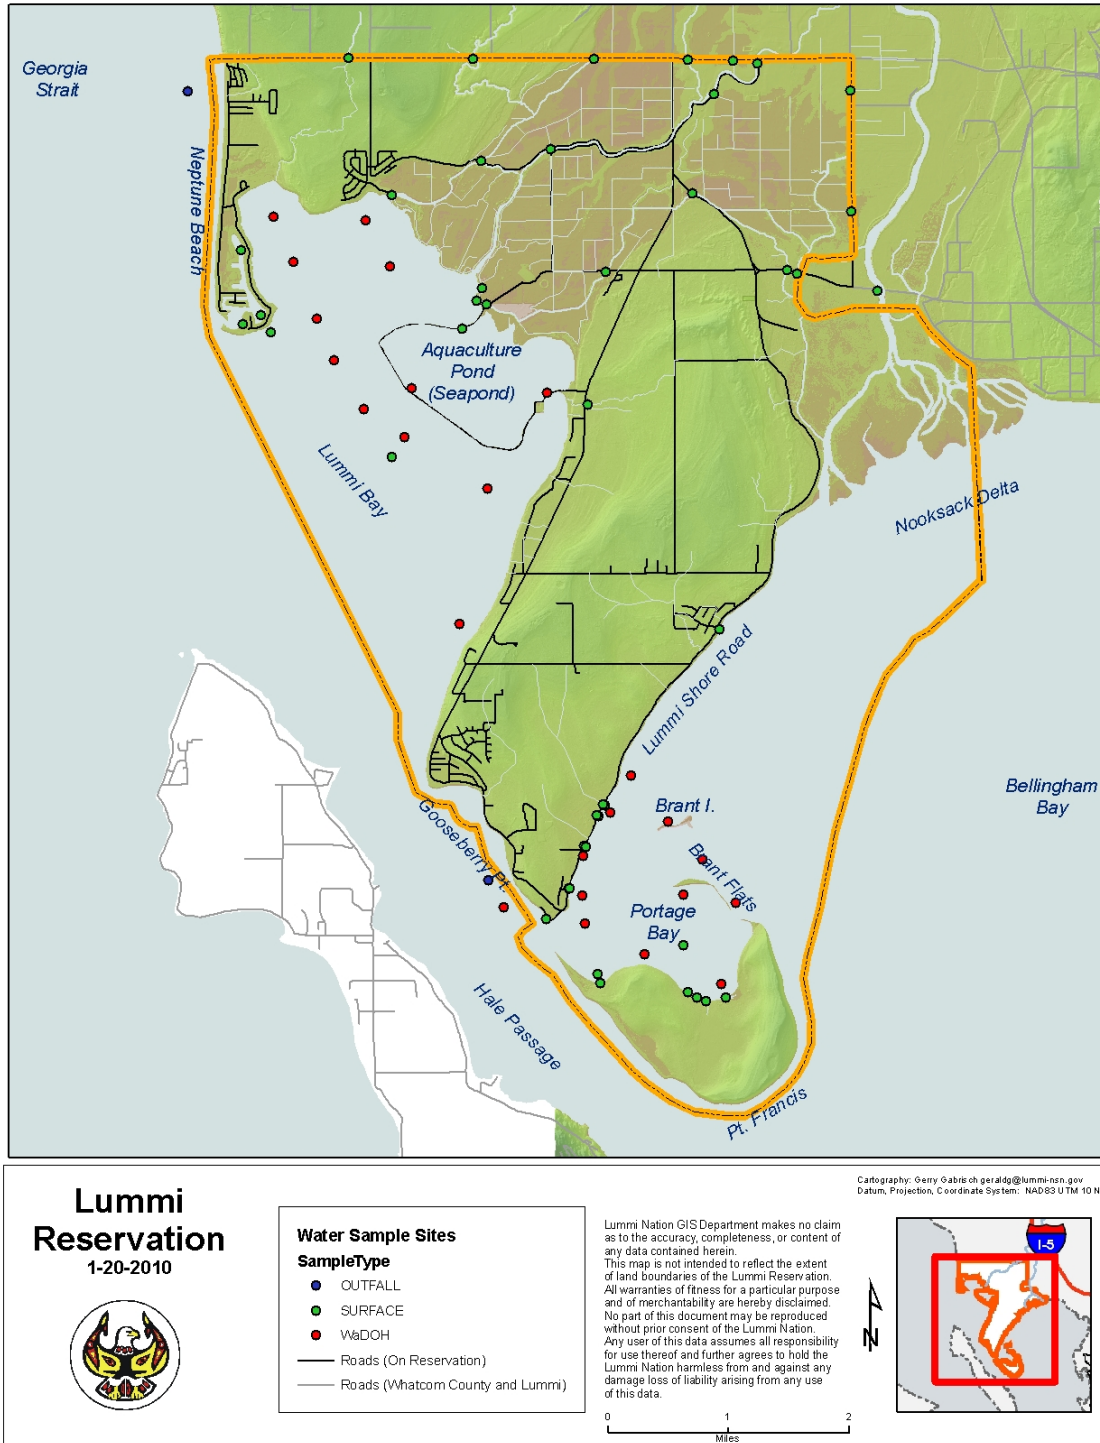 Georgia
Strait
Neptune Beach
Aquaculture
Pond
(Seapond)
Lummi Bay
Nooksack Delta
Lummi Shore Road
Bellingham
Bay
Brant I.
Gooseberry Pt.
Brant Flats
Portage
Bay
Hale Passage
Pt. Francis
Cartography: Gerry Gabrisch geraldg@lummi-nsn.gov
Datum, Projection, Coordinate System: NAD83 UTM 10 N
Lummi
Reservation
1-20-2010
Water Sample Sites
SampleType
OUTFALL
SURFACE
WaDOH
Roads (On Reservation)
Roads (Whatcom County and Lummi)
Lummi Nation GIS Department makes no claim
as to the accuracy, completeness, or content of
any data contained herein.
This map is not intended to reflect the extent
of land boundaries of the Lummi Reservation.
All warranties of fitness for a particular purpose
and of merchantability are hereby disclaimed.
No part of this document may be reproduced
without prior consent of the Lummi Nation.
Any user of this data assumes all responsibility
for use thereof and further agrees to hold the
Lummi Nation harmless from and against any
damage loss of liability arising from any use
of this data.
0 1 2
Miles
N
I-5